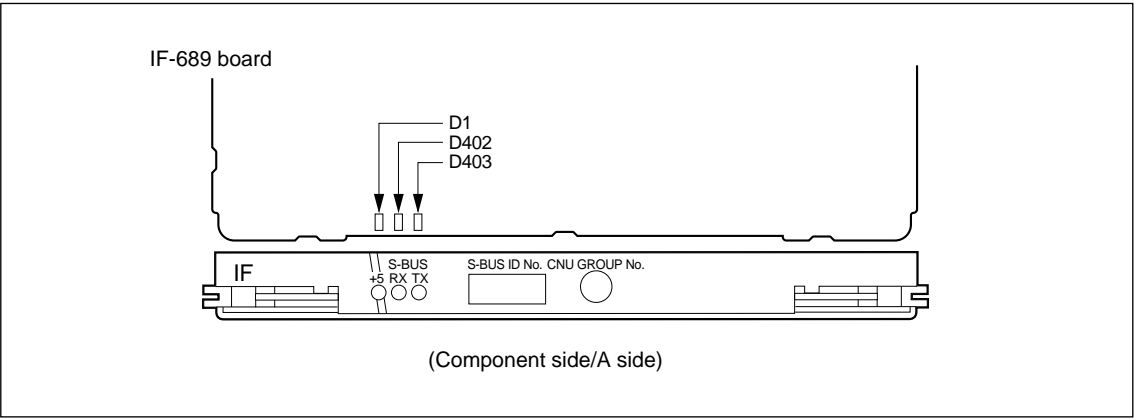 IF-689 board
D1
D402
D403
IF
S-BUS
+5 RX TX
S-BUS ID No. CNU GROUP No.
(Component side/A side)